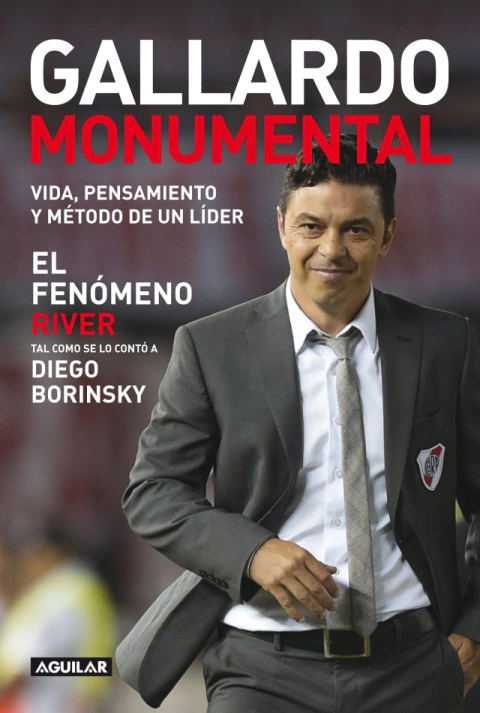 GALLARDO
MONUMENTAL
VIDA, PENSAMIENTO
Y MÉTODO DE UN LÍDER
EL
FENÓMENO
RIVER
TAL COMO SE LO CONTÓ A
DIEGO
BORINSKY
AGUILAR